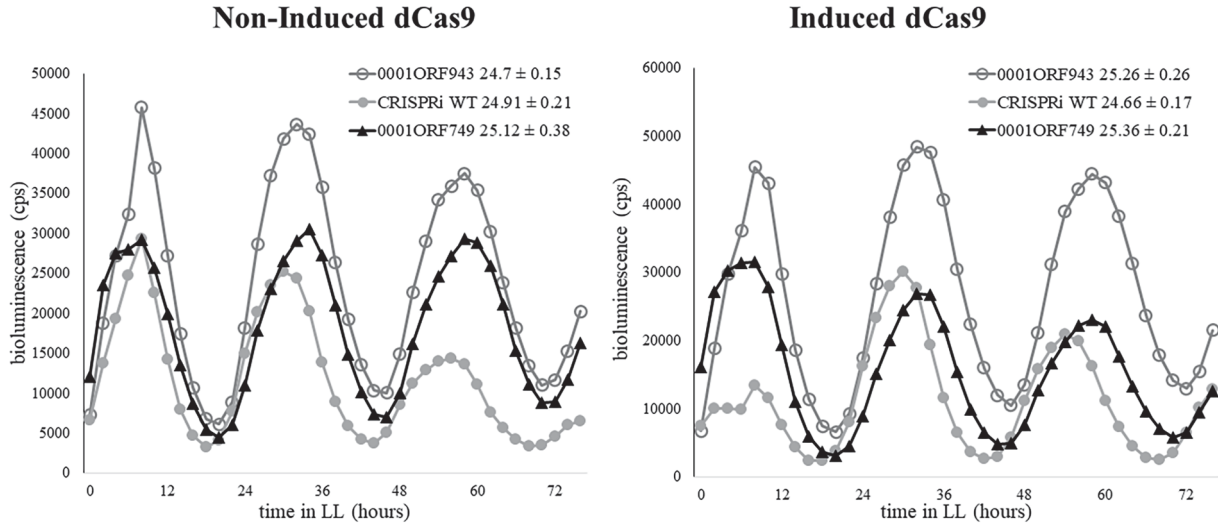 Non-Induced dCas9
50000
45000
40000
35000
30000
25000
20000
15000
10000
5000
0
bioluminescence (cps)
0001ORF943 24.7 ± 0.15
CRISPRi WT 24.91 ± 0.21
0001ORF749 25.12 ± 0.38
0 12 24 36 48 60 72
time in LL (hours)
Induced dCas9
60000
50000
40000
30000
20000
10000
0
bioluminescence (cps)
0001ORF943 25.26 ± 0.26
CRISPRi WT 24.66 ± 0.17
0001ORF749 25.36 ± 0.21
0 12 24 36 48 60 72
time in LL (hours)